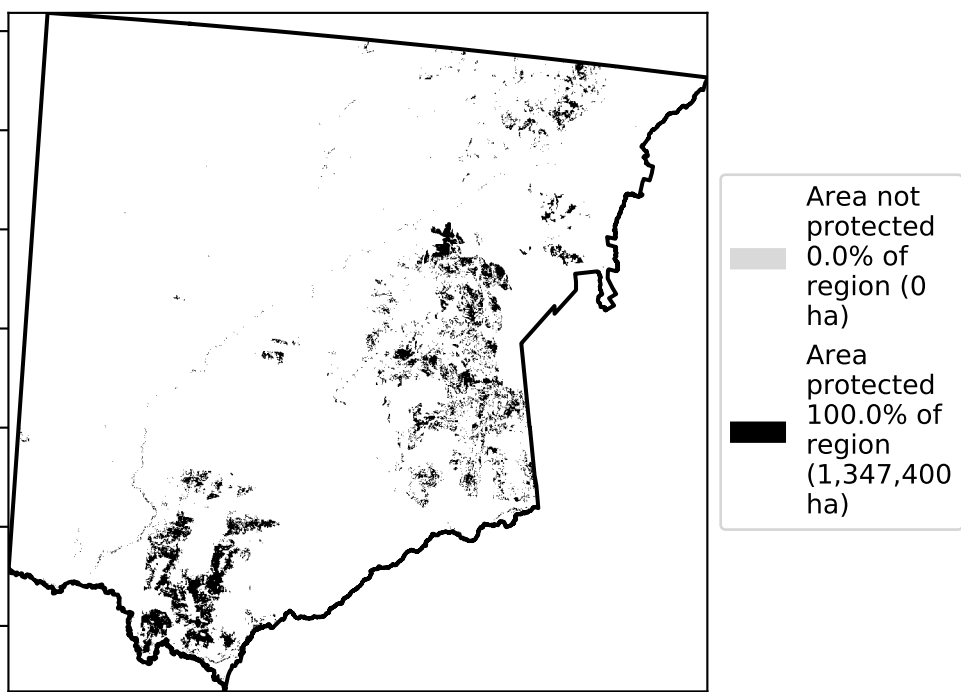 Area not
protected
0.0% of
region (0
ha)
Area
protected
100.0% of
region
(1,347,400
ha)